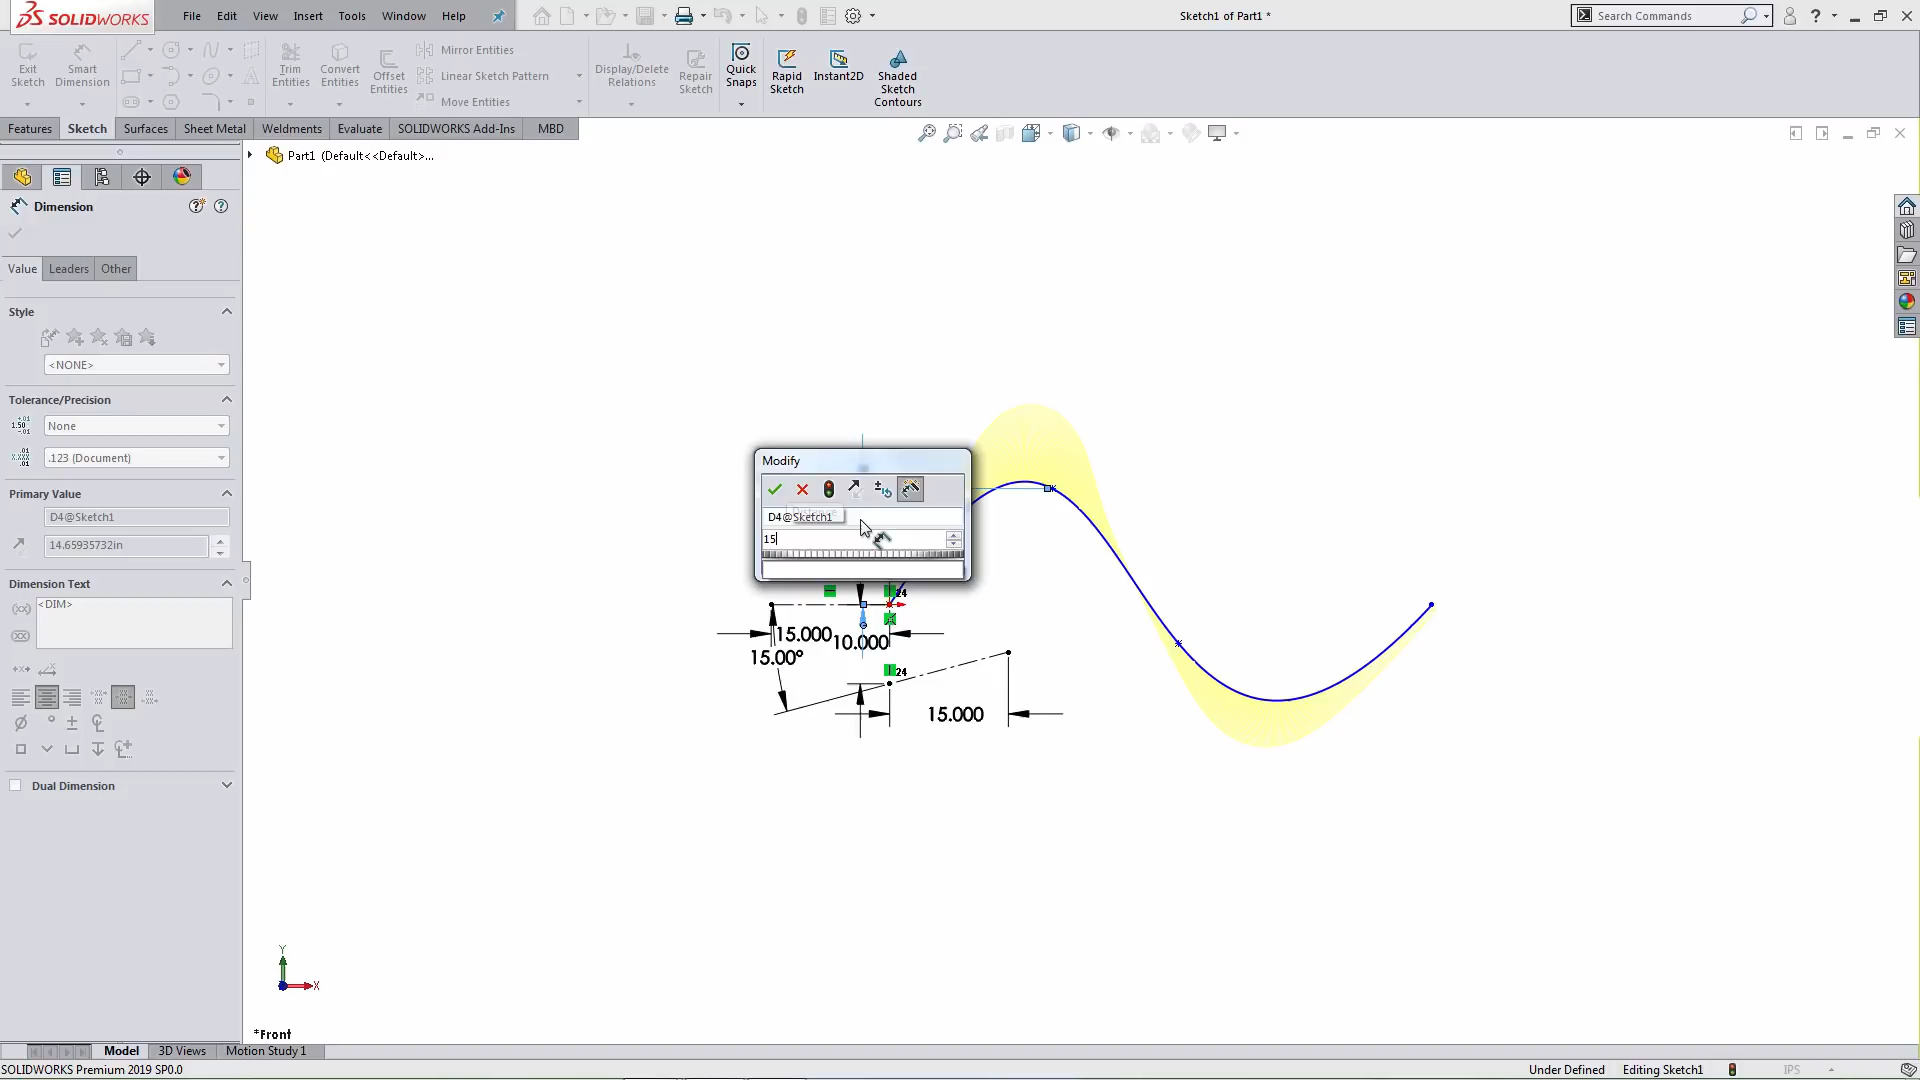 SOLIDWORKS
File Edit View Insert Tools Window Help
Sketch1 of Part1 *
Search Commands
Exit Sketch
Smart Dimension
Trim Entities
Convert Entities
Offset Entities
Mirror Entities
Linear Sketch Pattern
Move Entities
Display/Delete Relations
Repair Sketch
Quick Snaps
Rapid Sketch
Instant2D
Shaded Sketch Contours
Features Sketch Surfaces Sheet Metal Weldments Evaluate SOLIDWORKS Add-Ins MBD
Part1 (Default<<Default>...
Dimension
Value Leaders Other
Style
<NONE>
Tolerance/Precision
None
.123 (Document)
Primary Value
D4@Sketch1
14.65935732in
Dimension Text
<DIM>
Dual Dimension
Modify
D4@Sketch1
15
24
15.000
10.000
15.00°
24
15.000
Y
X
*Front
Model 3D Views Motion Study 1
SOLIDWORKS Premium 2019 SP0.0
Under Defined
Editing Sketch1
IPS